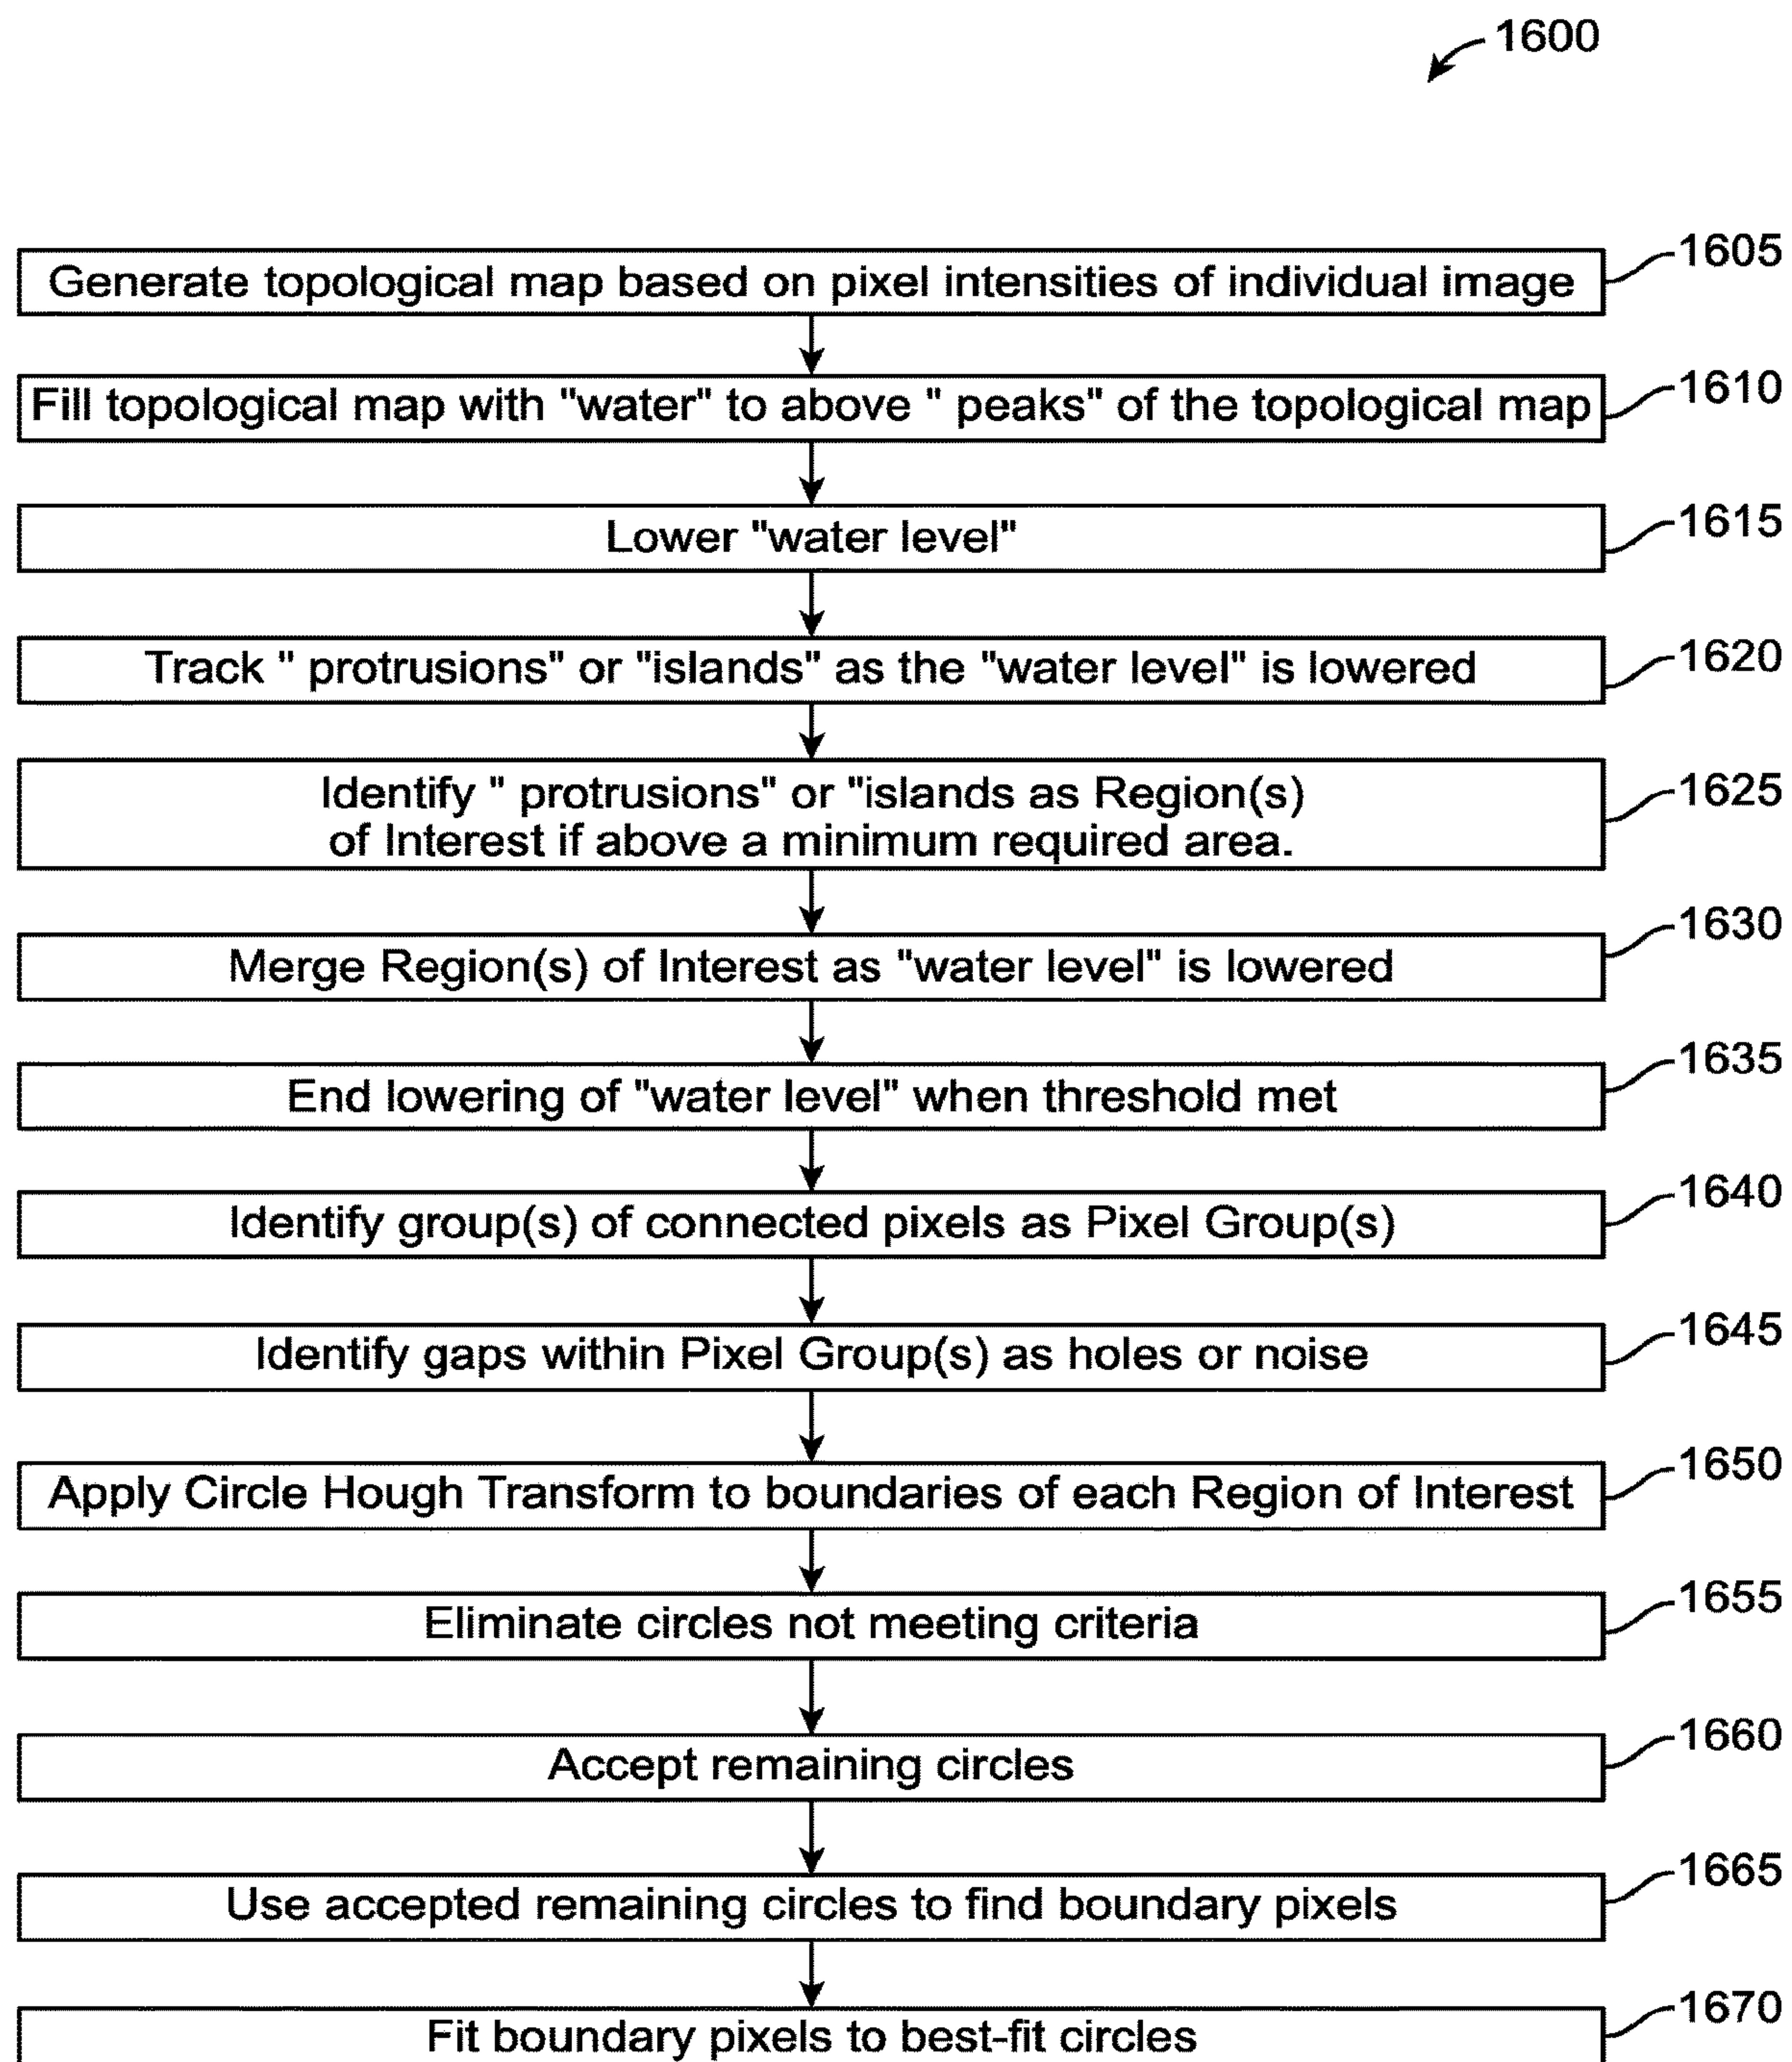 1600
Generate topological map based on pixel intensities of individual image
1605
Fill topological map with "water" to above " peaks" of the topological map
1610
Lower "water level"
1615
Track " protrusions" or "islands" as the "water level" is lowered
1620
Identify " protrusions" or "islands as Region(s)
of Interest if above a minimum required area.
1625
Merge Region(s) of Interest as "water level" is lowered
1630
End lowering of "water level" when threshold met
1635
Identify group(s) of connected pixels as Pixel Group(s)
1640
Identify gaps within Pixel Group(s) as holes or noise
1645
Apply Circle Hough Transform to boundaries of each Region of Interest
1650
Eliminate circles not meeting criteria
1655
Accept remaining circles
1660
Use accepted remaining circles to find boundary pixels
1665
Fit boundary pixels to best-fit circles
1670